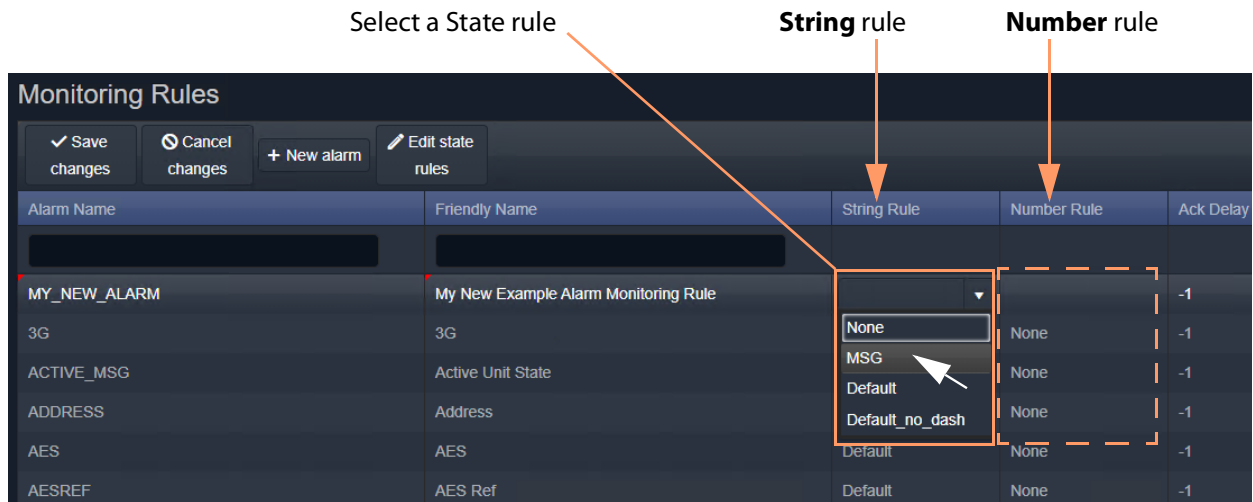 Select a State rule String rule Number rule
Monitoring Rules
Save changes Cancel changes + New alarm Edit state rules
Alarm Name Friendly Name String Rule Number Rule Ack Delay
MY_NEW_ALARM My New Example Alarm Monitoring Rule -1
None
3G 3G None -1
MSG
ACTIVE_MSG Active Unit State None -1
Default
ADDRESS Address None -1
Default_no_dash
AES AES Default None -1
AESREF AES Ref Default None -1